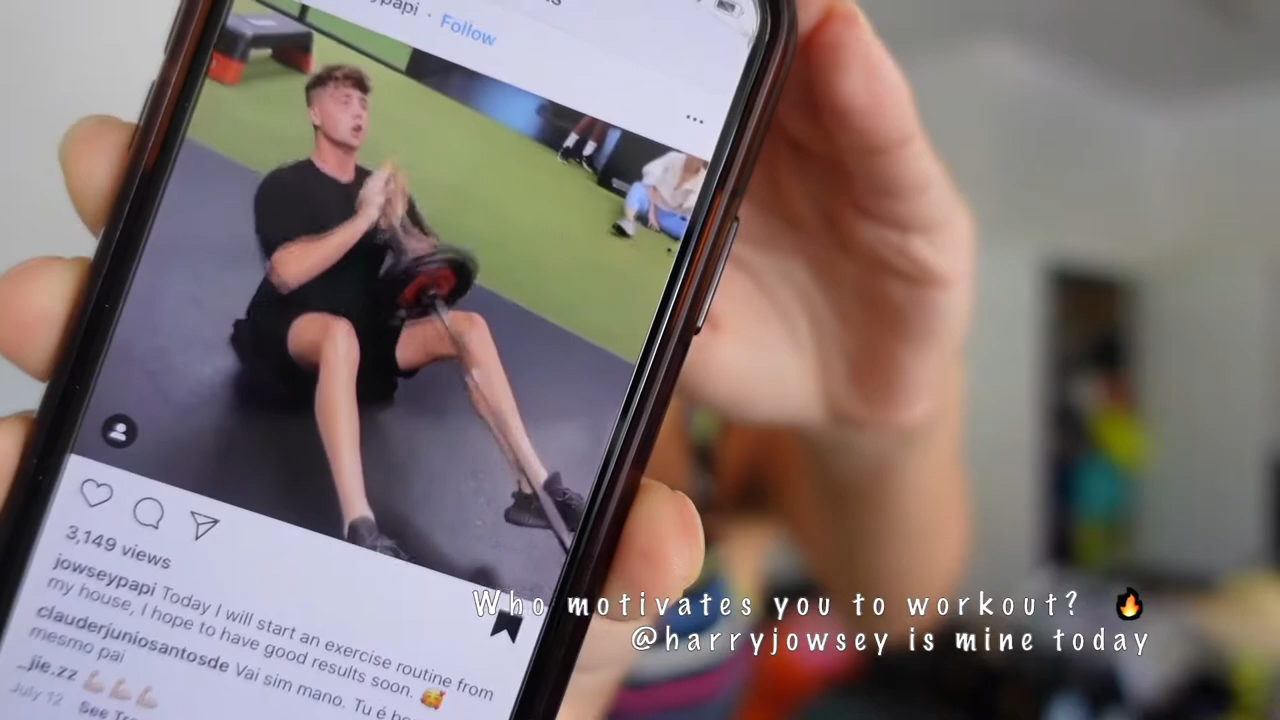 ypapi · Follow
3,149 views
jowseypapi Today I will start an exercise routine from
my house, I hope to have good results soon. 🥰
clauderjuniosantosde Vai sim mano. Tu é
mesmo pai
_jie.zz 💪🏼💪🏼💪🏼
July 12 See
Who motivates you to workout? 🔥
@harryjowsey is mine today